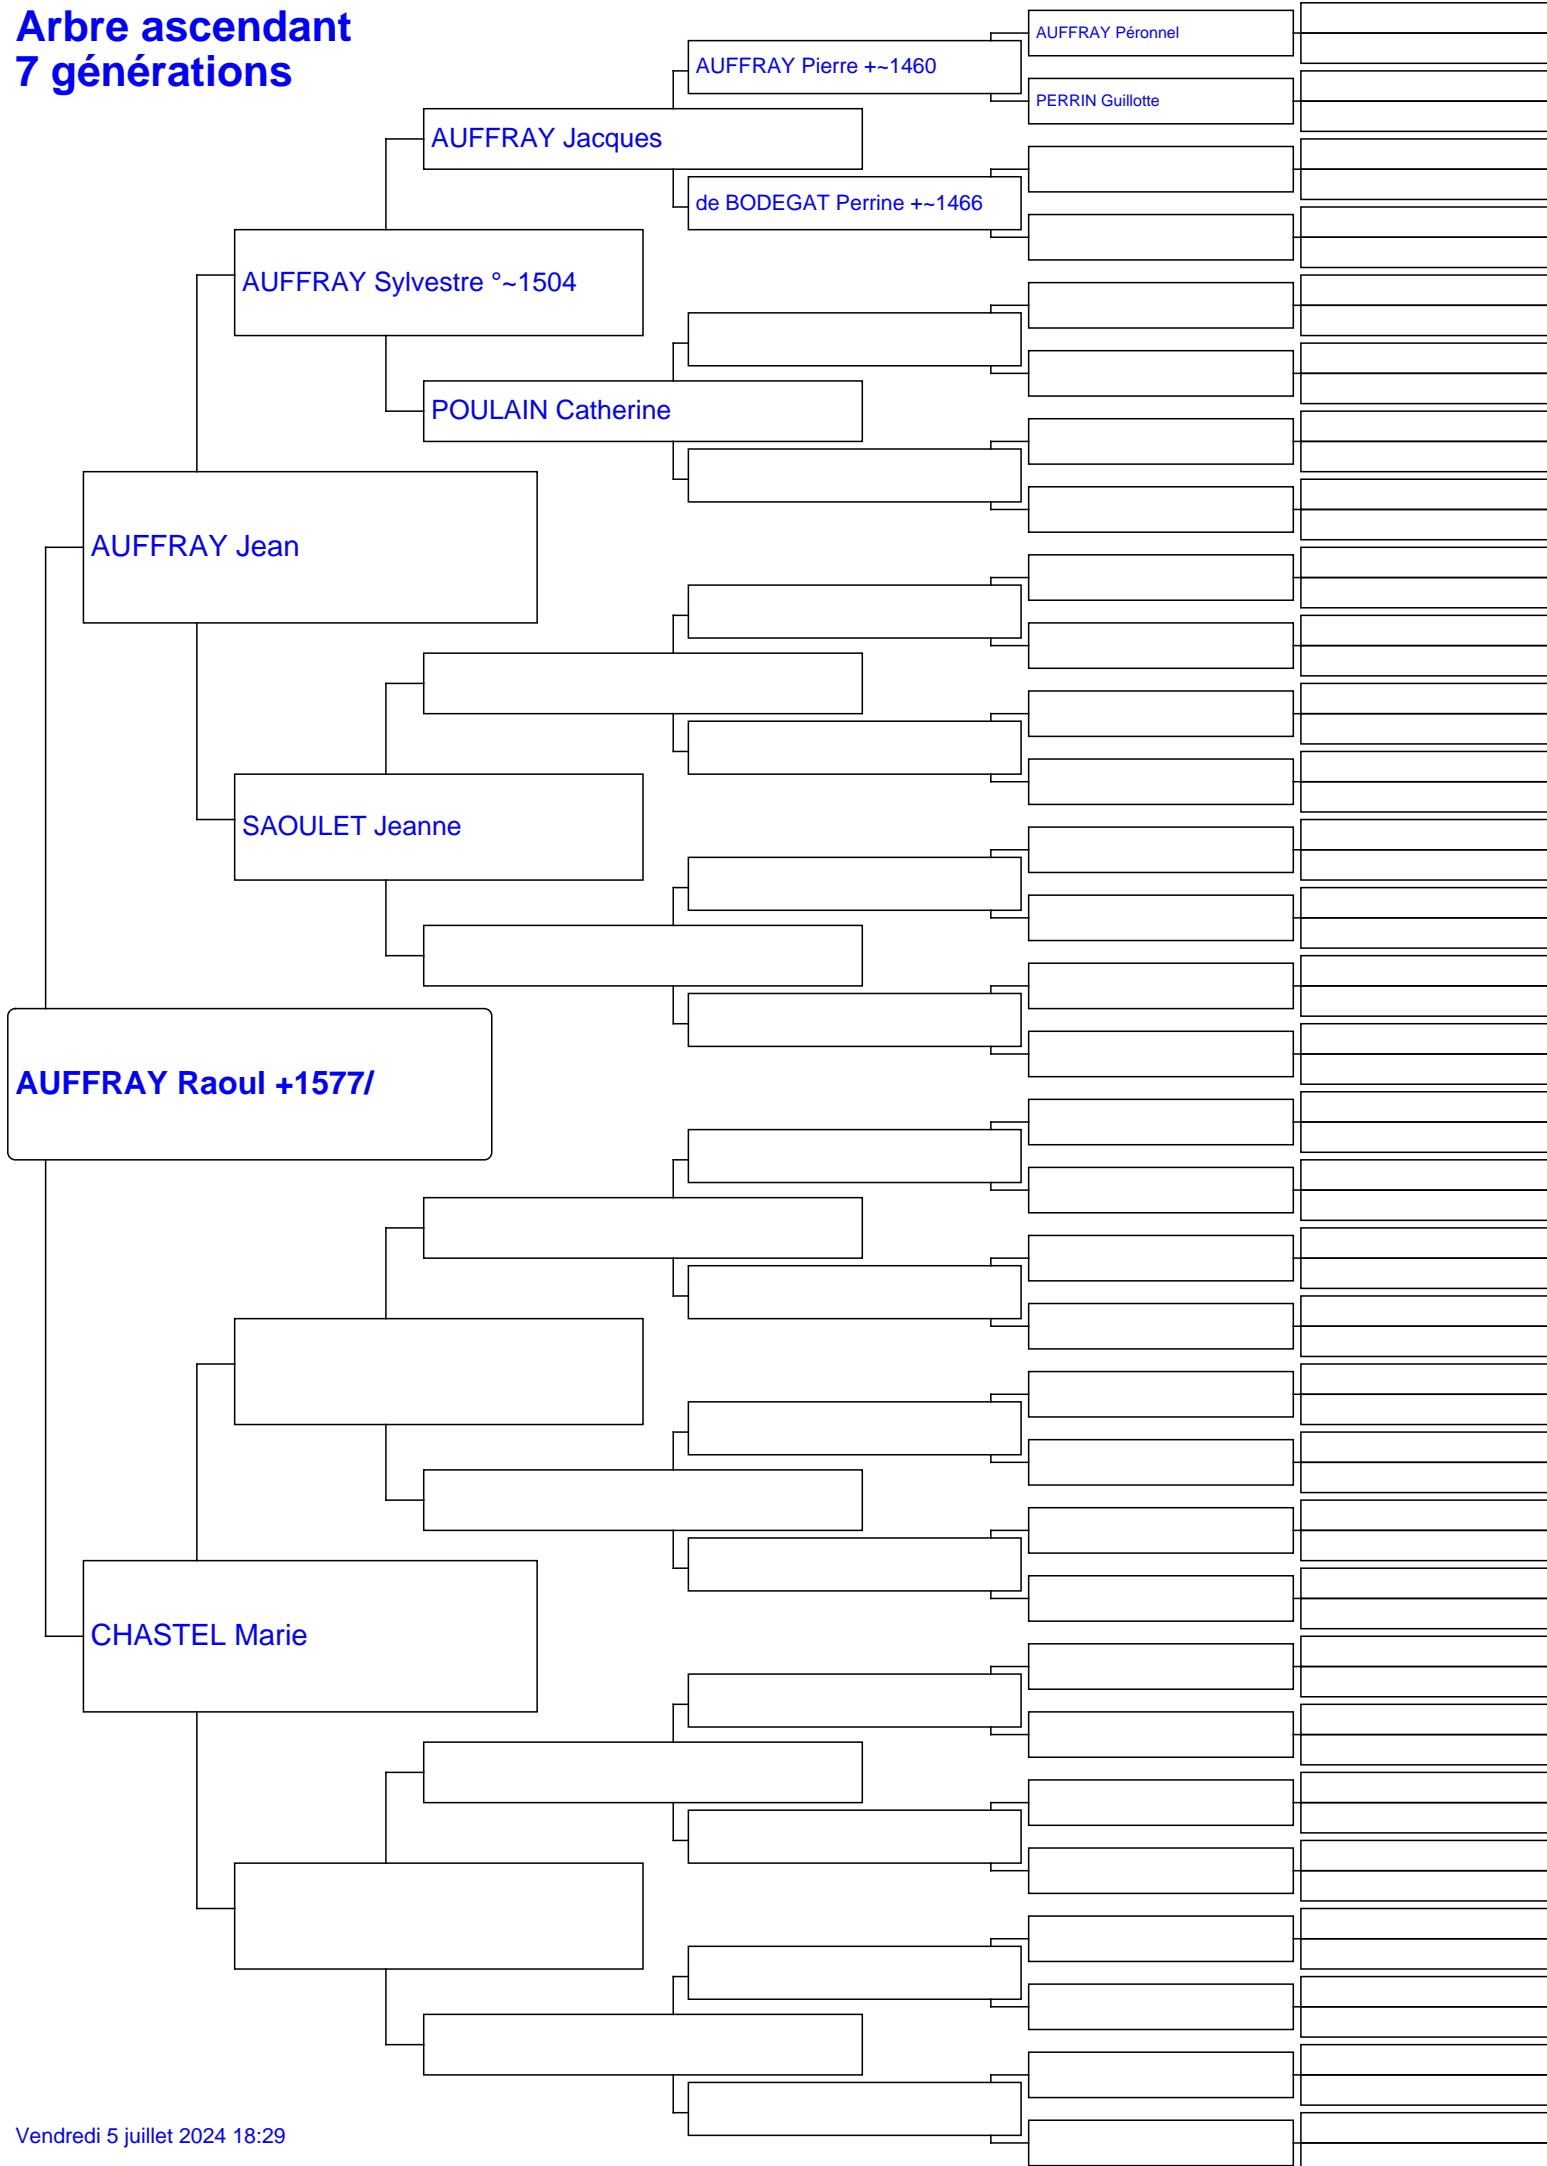 Arbre ascendant
7 générations
AUFFRAY Péronnel
AUFFRAY Pierre +~1460
PERRIN Guillotte
AUFFRAY Jacques
de BODEGAT Perrine +~1466
AUFFRAY Sylvestre °~1504
POULAIN Catherine
AUFFRAY Jean
SAOULET Jeanne
AUFFRAY Raoul +1577/
CHASTEL Marie
Vendredi 5 juillet 2024 18:29